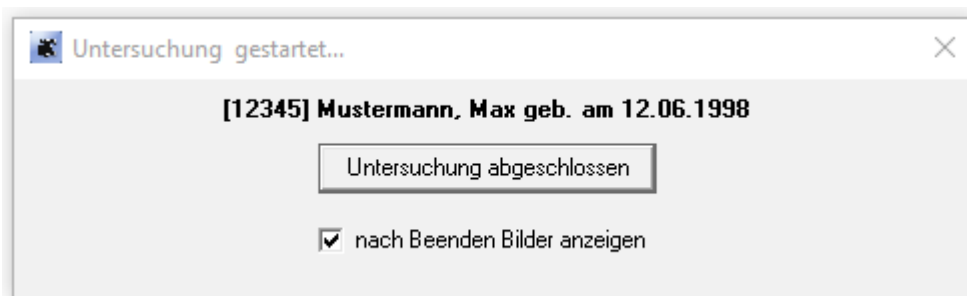 Untersuchung gestartet...
[12345] Mustermann, Max geb. am 12.06.1998
Untersuchung abgeschlossen
nach Beenden Bilder anzeigen